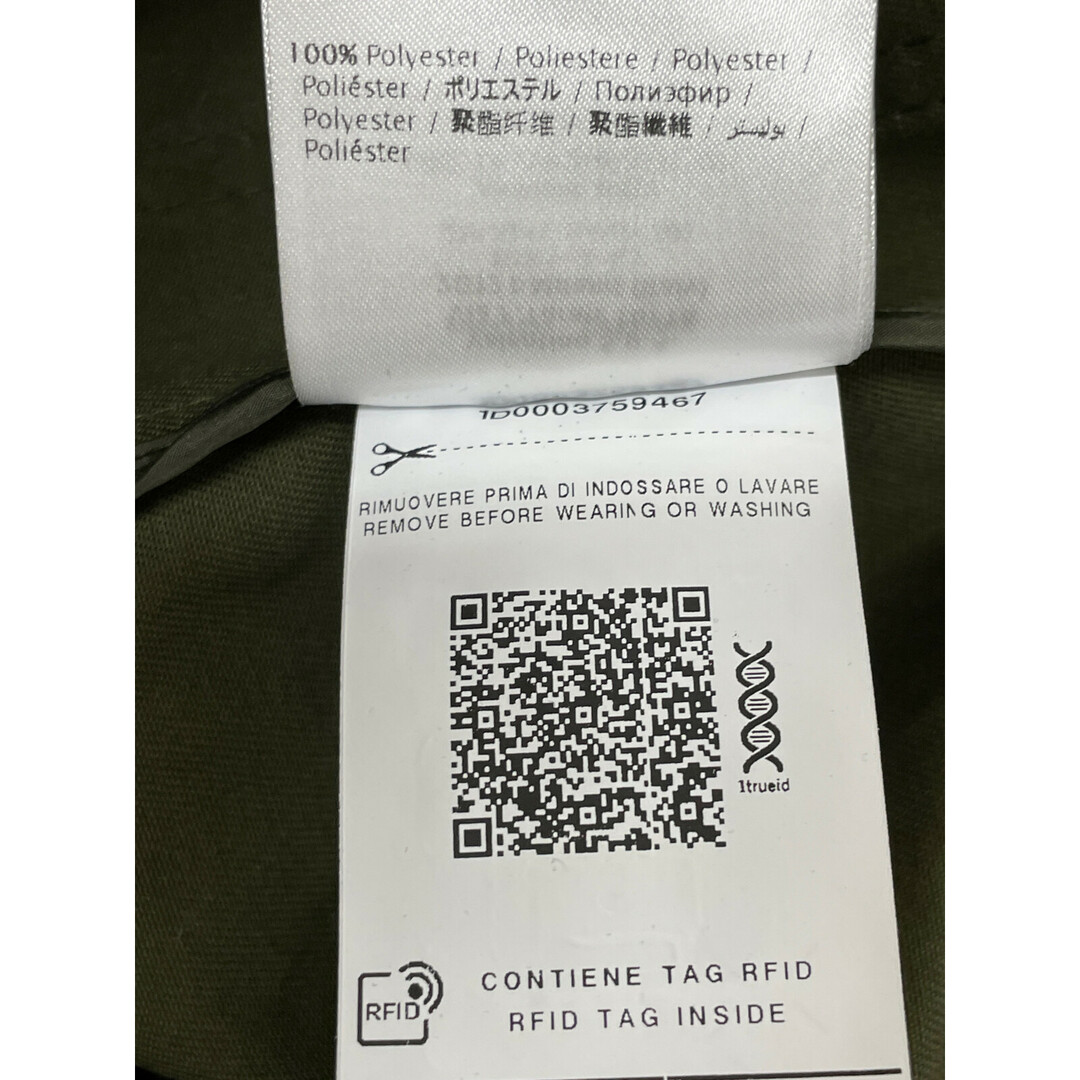 100% Polyester / Poliestere / Polyester /
Poliéster / ポリエステル / Полиэфир /
Polyester / 聚酯纤维 / 聚酯纖維 / بوليستر /
Poliéster
1D0003759467
RIMUOVERE PRIMA DI INDOSSARE O LAVARE
REMOVE BEFORE WEARING OR WASHING
1trueid
RFID
CONTIENE TAG RFID
RFID TAG INSIDE